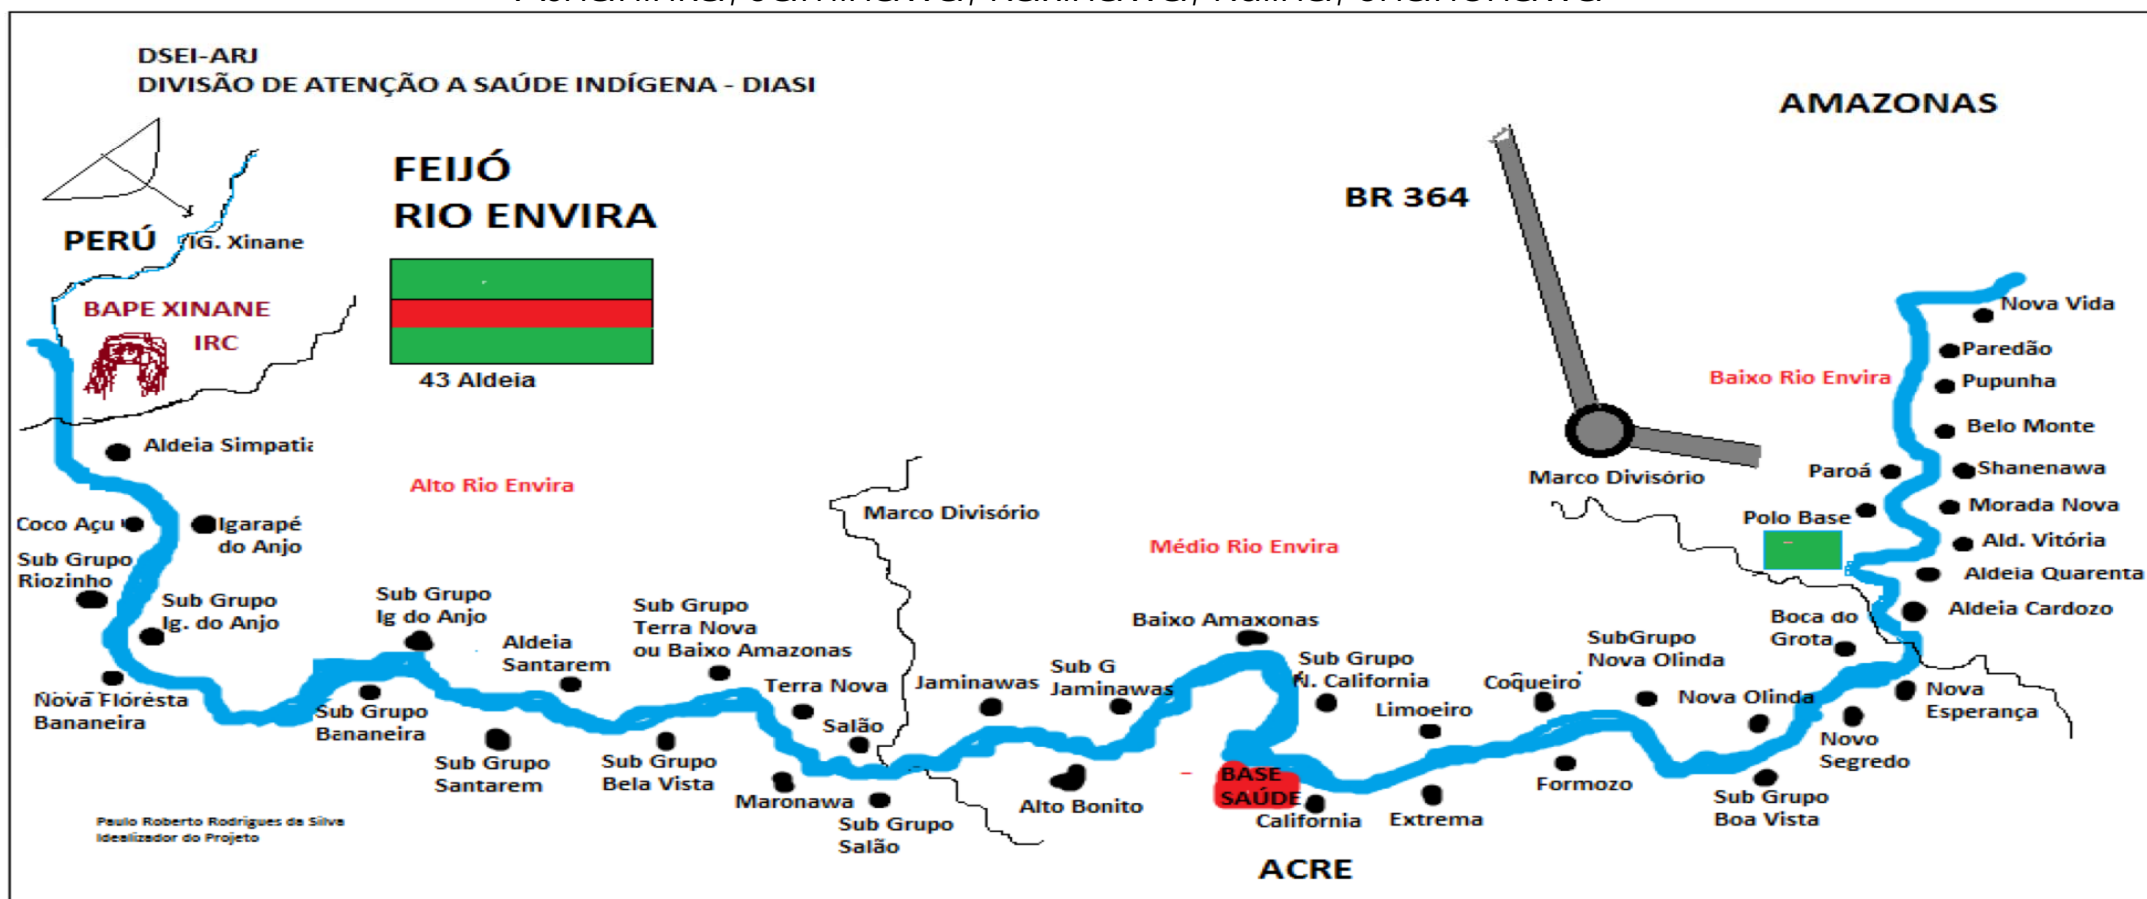 DSEI-ARJ
DIVISÃO DE ATENÇÃO A SAÚDE INDÍGENA - DIASI
AMAZONAS
FEIJÓ
RIO ENVIRA
BR 364
PERÚ
IG. Xinane
BAPE XINANE
IRC
43 Aldeia
Nova Vida
Paredão
Baixo Rio Envira
Pupunha
Belo Monte
Aldeia Simpatia
Paroá
Shanenawa
Marco Divisório
Alto Rio Envira
Morada Nova
Marco Divisório
Polo Base
Coco Açu
Igarapé
do Anjo
Ald. Vitória
Médio Rio Envira
Sub Grupo
Riozinho
Aldeia Quarenta
Sub Grupo
Ig. do Anjo
Sub Grupo
Ig do Anjo
Sub Grupo
Terra Nova
ou Baixo Amazonas
Aldeia Cardozo
Boca do
Grota
Baixo Amaxonas
Aldeia
Santarem
SubGrupo
Nova Olinda
Sub G
Jaminawas
Sub Grupo
N. California
Jaminawas
Coqueiro
Terra Nova
Nova Olinda
Nova
Esperança
Nova Floresta
Bananeira
Sub Grupo
Bananeira
Limoeiro
Salão
Novo
Segredo
Sub Grupo
Santarem
Sub Grupo
Bela Vista
BASE
SAÚDE
Formozo
Maronawa
Alto Bonito
Sub Grupo
Boa Vista
California
Extrema
Sub Grupo
Salão
Paulo Roberto Rodrigues da Silva
Idealizador do Projeto
ACRE